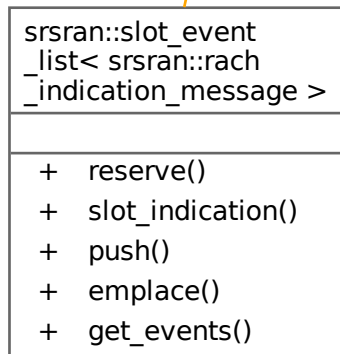 srsran::slot_event
_list< srsran::rach
_indication_message >
+ reserve()
+ slot_indication()
+ push()
+ emplace()
+ get_events()